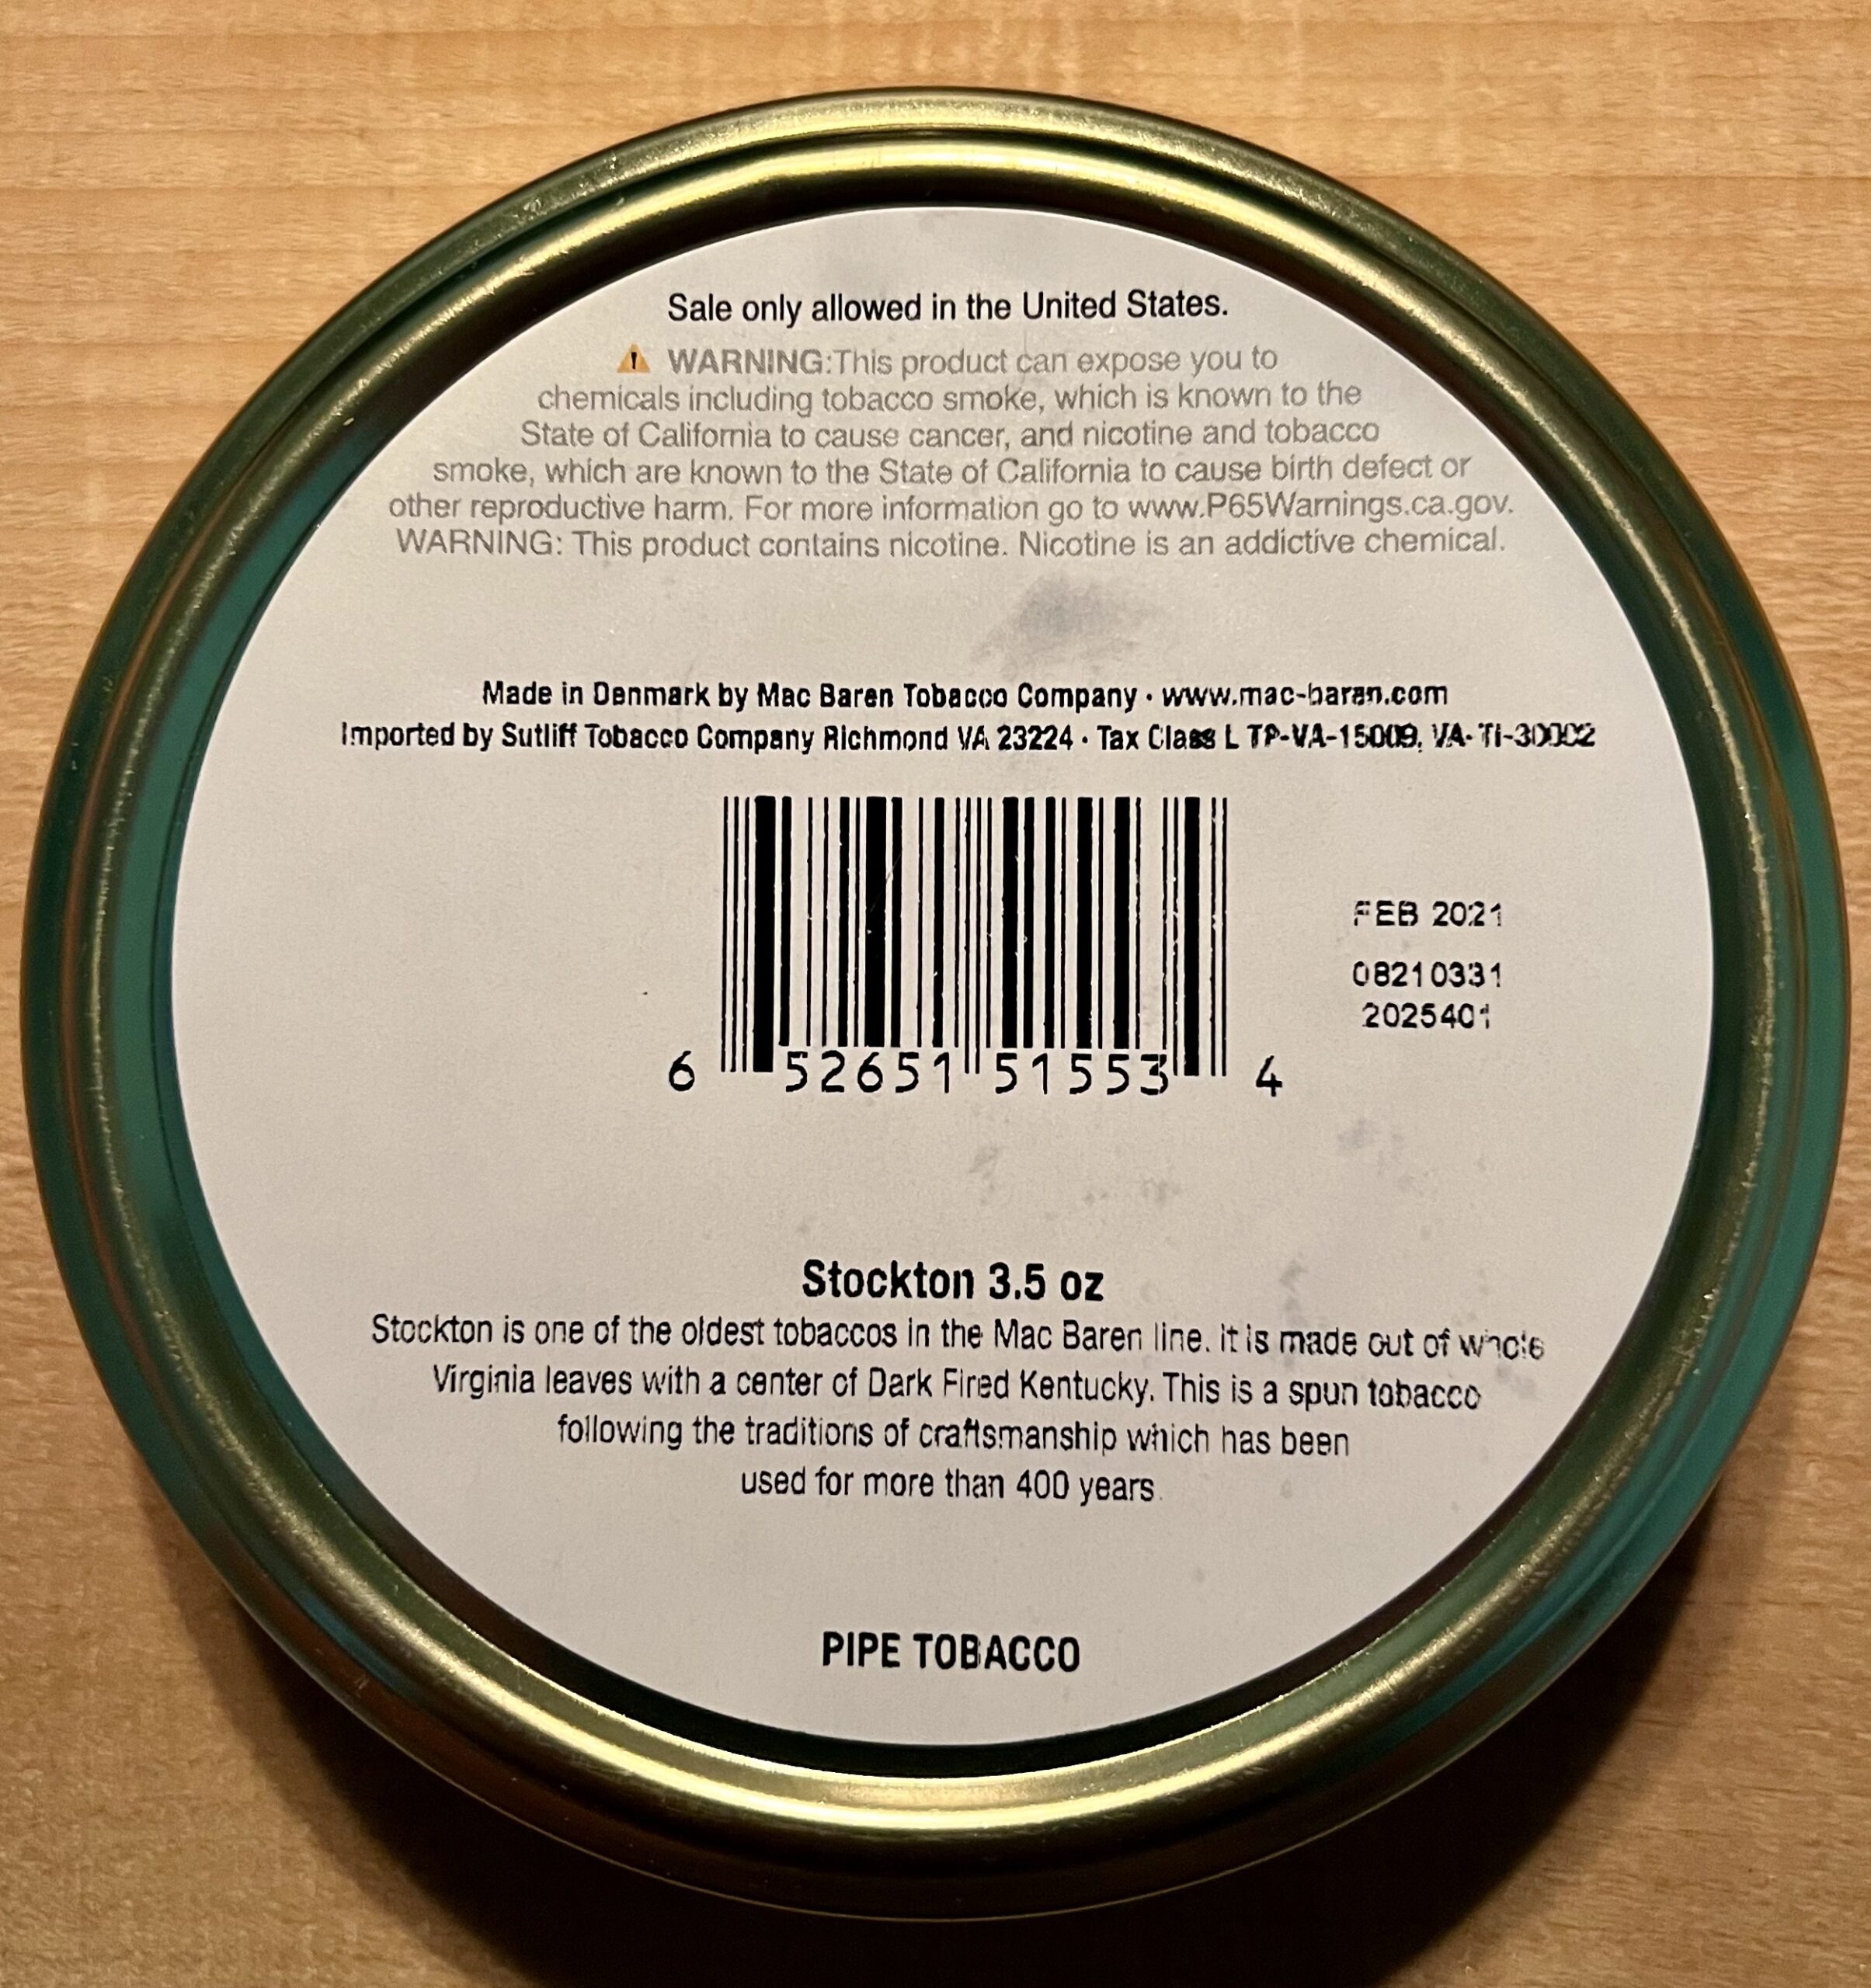 Sale only allowed in the United States.
⚠ WARNING:This product can expose you to
chemicals including tobacco smoke, which is known to the
State of California to cause cancer, and nicotine and tobacco
smoke, which are known to the State of California to cause birth defect or
other reproductive harm. For more information go to www.P65Warnings.ca.gov.
WARNING: This product contains nicotine. Nicotine is an addictive chemical.
Made in Denmark by Mac Baren Tobacco Company · www.mac-baren.com
Imported by Sutliff Tobacco Company Richmond VA 23224 · Tax Class L TP-VA-15009, VA-TI-30002
FEB 2021
08210331
2025401
6 52651 51553 4
Stockton 3.5 oz
Stockton is one of the oldest tobaccos in the Mac Baren line. It is made out of whole
Virginia leaves with a center of Dark Fired Kentucky. This is a spun tobacco
following the traditions of craftsmanship which has been
used for more than 400 years.
PIPE TOBACCO